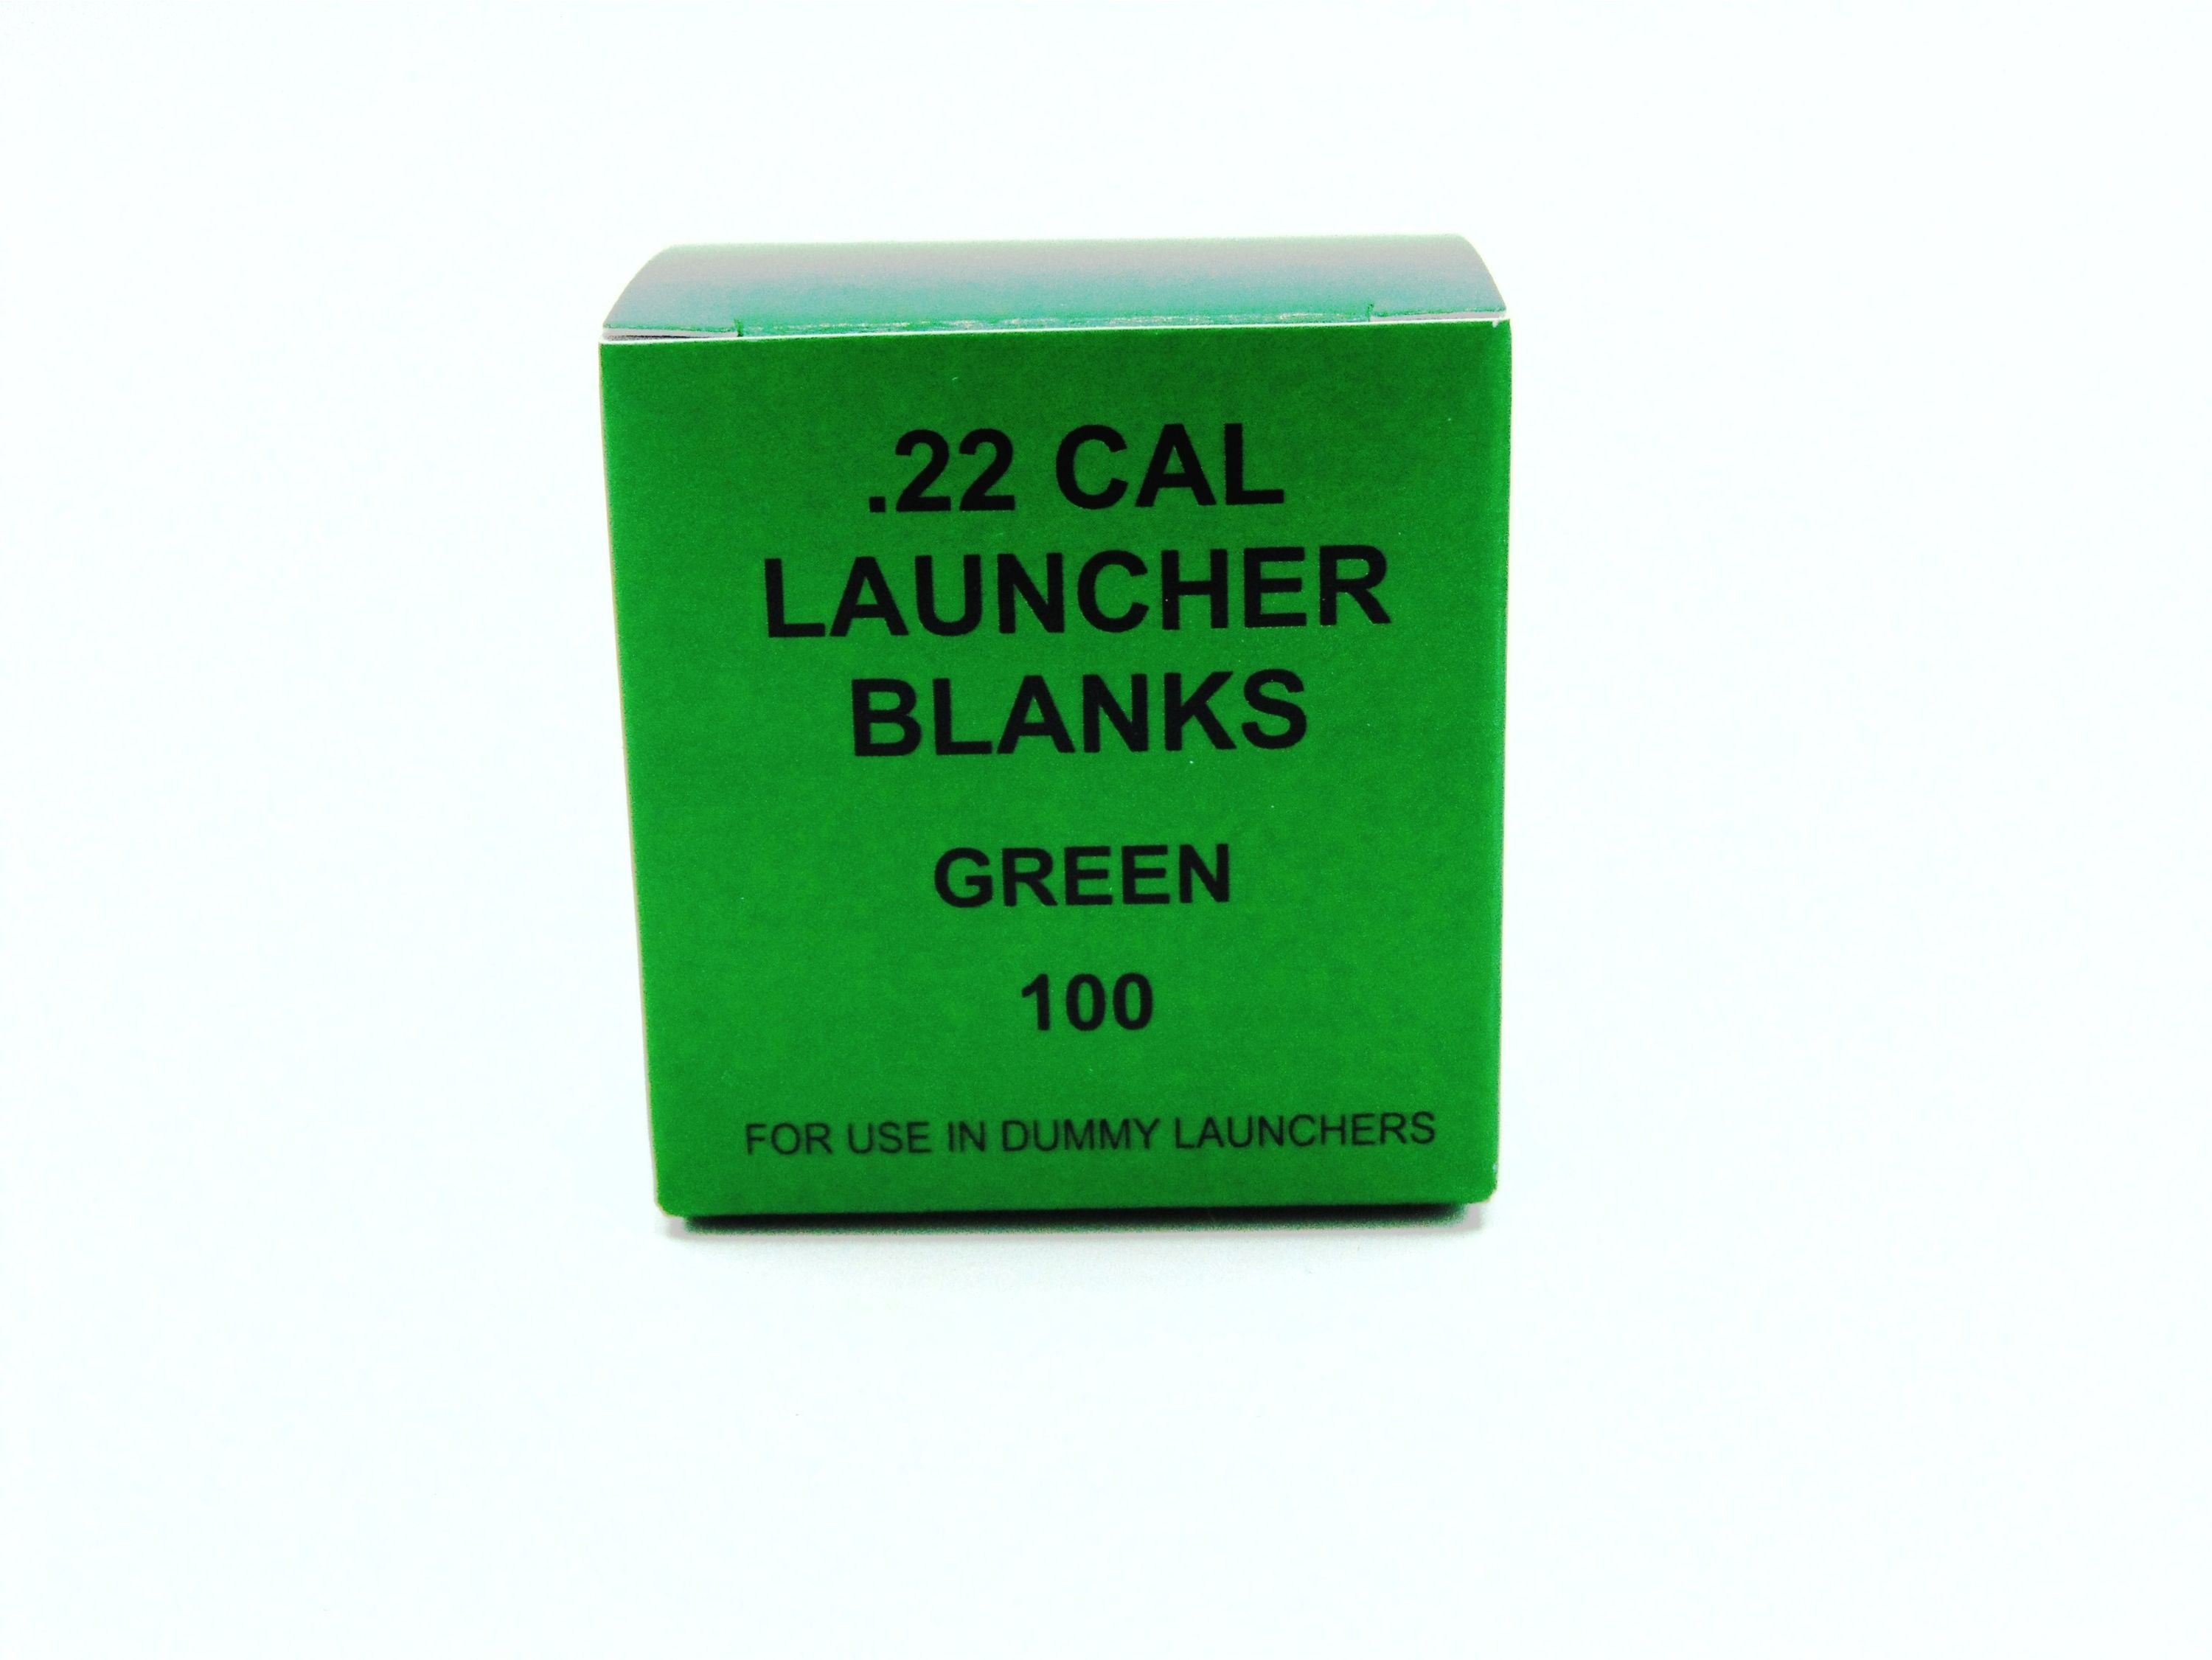 .22 CAL
LAUNCHER
BLANKS
GREEN
100
FOR USE IN DUMMY LAUNCHERS